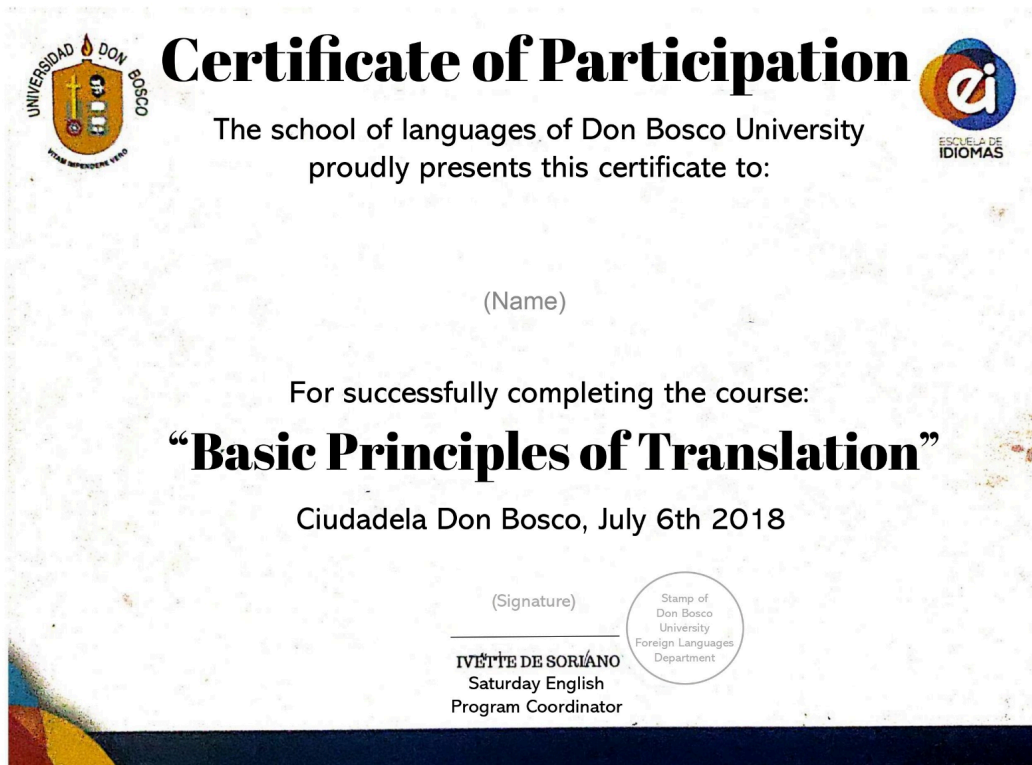 UNIVERSIDAD DON BOSCO
VITAM IMPENDERE VERO
Certificate of Participation
ei
ESCUELA DE
IDIOMAS
The school of languages of Don Bosco University
proudly presents this certificate to:
(Name)
For successfully completing the course:
“Basic Principles of Translation”
Ciudadela Don Bosco, July 6th 2018
(Signature)
Stamp of
Don Bosco
University
Foreign Languages
Department
IVETTE DE SORIANO
Saturday English
Program Coordinator